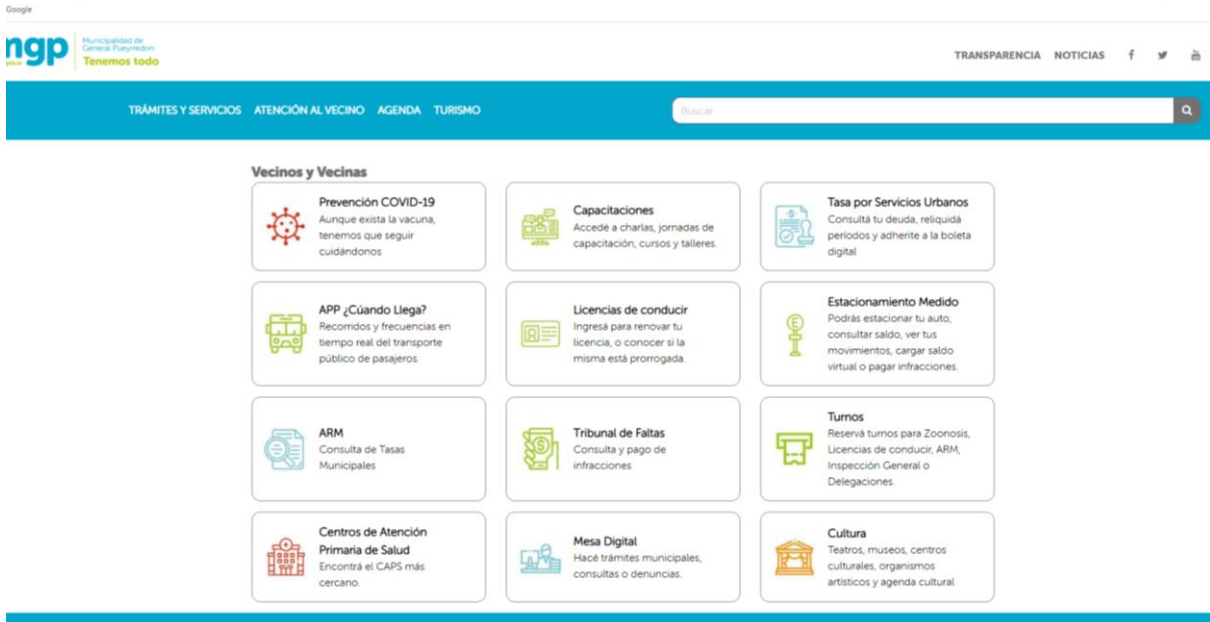 Google
mgp
Municipalidad de
General Pueyrredon
Tenemos todo
TRANSPARENCIA NOTICIAS
TRÁMITES Y SERVICIOS ATENCIÓN AL VECINO AGENDA TURISMO
Buscar
Vecinos y Vecinas
Prevención COVID-19
Aunque exista la vacuna,
tenemos que seguir
cuidándonos
Capacitaciones
Accedé a charlas, jornadas de
capacitación, cursos y talleres.
Tasa por Servicios Urbanos
Consultá tu deuda, reliquidá
períodos y adherite a la boleta
digital
APP ¿Cúando Llega?
Recorridos y frecuencias en
tiempo real del transporte
público de pasajeros.
Licencias de conducir
Ingresá para renovar tu
licencia, o conocer si la
misma está prorrogada.
Estacionamiento Medido
Podrás estacionar tu auto,
consultar saldo, ver tus
movimientos, cargar saldo
virtual o pagar infracciones.
ARM
Consulta de Tasas
Municipales
Tribunal de Faltas
Consulta y pago de
infracciones
Turnos
Reservá turnos para Zoonosis,
Licencias de conducir, ARM,
Inspección General o
Delegaciones.
Centros de Atención
Primaria de Salud
Encontrá el CAPS más
cercano.
Mesa Digital
Hacé trámites municipales,
consultas o denuncias.
Cultura
Teatros, museos, centros
culturales, organismos
artísticos y agenda cultural